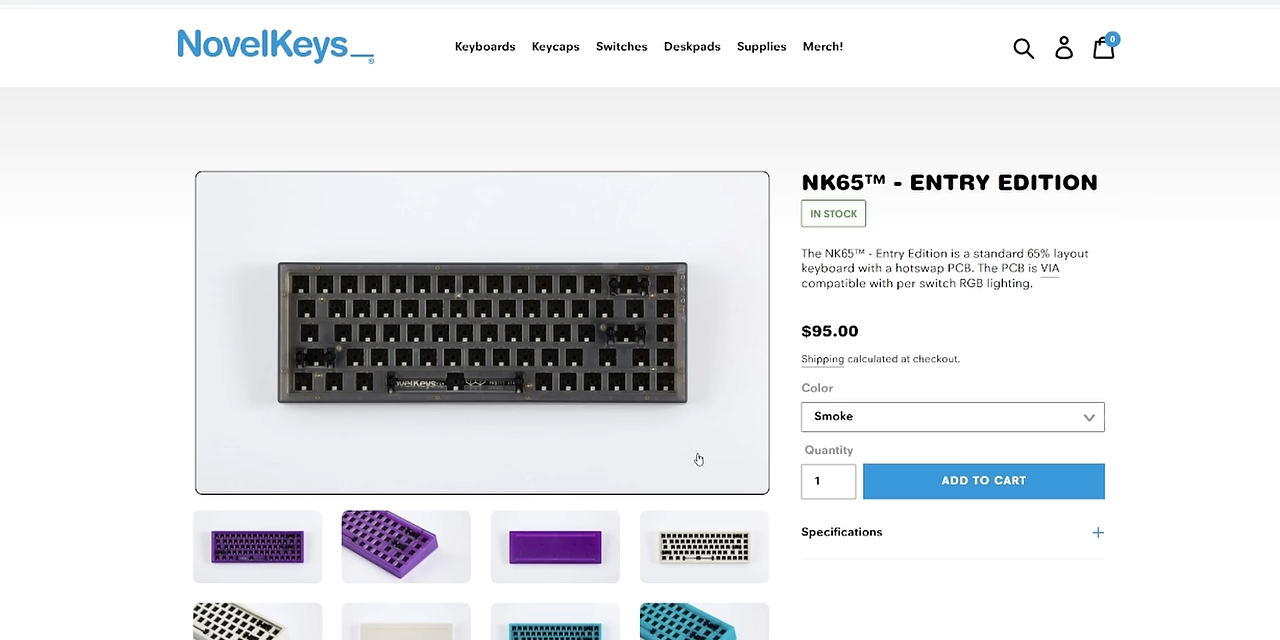 NovelKeys_®
Keyboards Keycaps Switches Deskpads Supplies Merch!
0
NK65™ - ENTRY EDITION
IN STOCK
The NK65™ - Entry Edition is a standard 65% layout
keyboard with a hotswap PCB. The PCB is VIA
compatible with per switch RGB lighting.
$95.00
Shipping calculated at checkout.
Color
Smoke
Quantity
1
ADD TO CART
Specifications